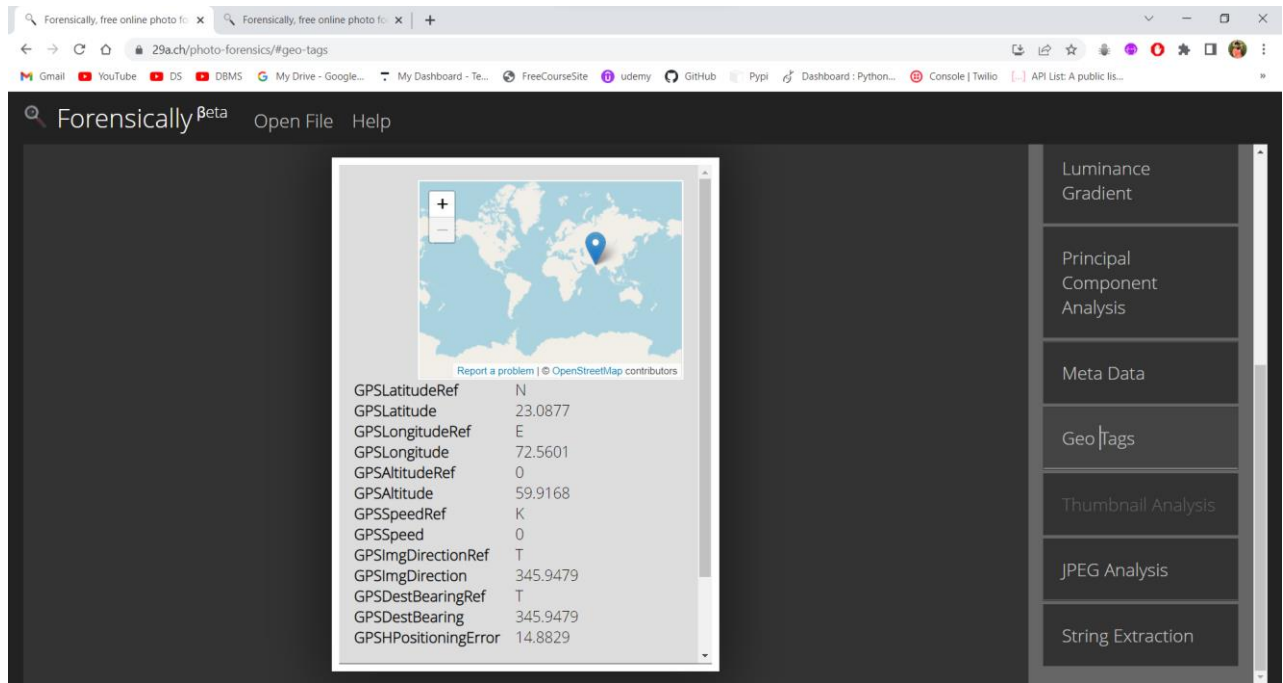 Forensically, free online photo fo
Forensically, free online photo fo
29a.ch/photo-forensics/#geo-tags
Gmail YouTube DS DBMS My Drive - Google... My Dashboard - Te... FreeCourseSite udemy GitHub Pypi Dashboard : Python... Console | Twilio API List: A public lis...
Forensically Beta Open File Help
+
−
Report a problem | © OpenStreetMap contributors
GPSLatitudeRef N
GPSLatitude 23.0877
GPSLongitudeRef E
GPSLongitude 72.5601
GPSAltitudeRef 0
GPSAltitude 59.9168
GPSSpeedRef K
GPSSpeed 0
GPSImgDirectionRef T
GPSImgDirection 345.9479
GPSDestBearingRef T
GPSDestBearing 345.9479
GPSHPositioningError 14.8829
Luminance
Gradient
Principal
Component
Analysis
Meta Data
Geo Tags
Thumbnail Analysis
JPEG Analysis
String Extraction